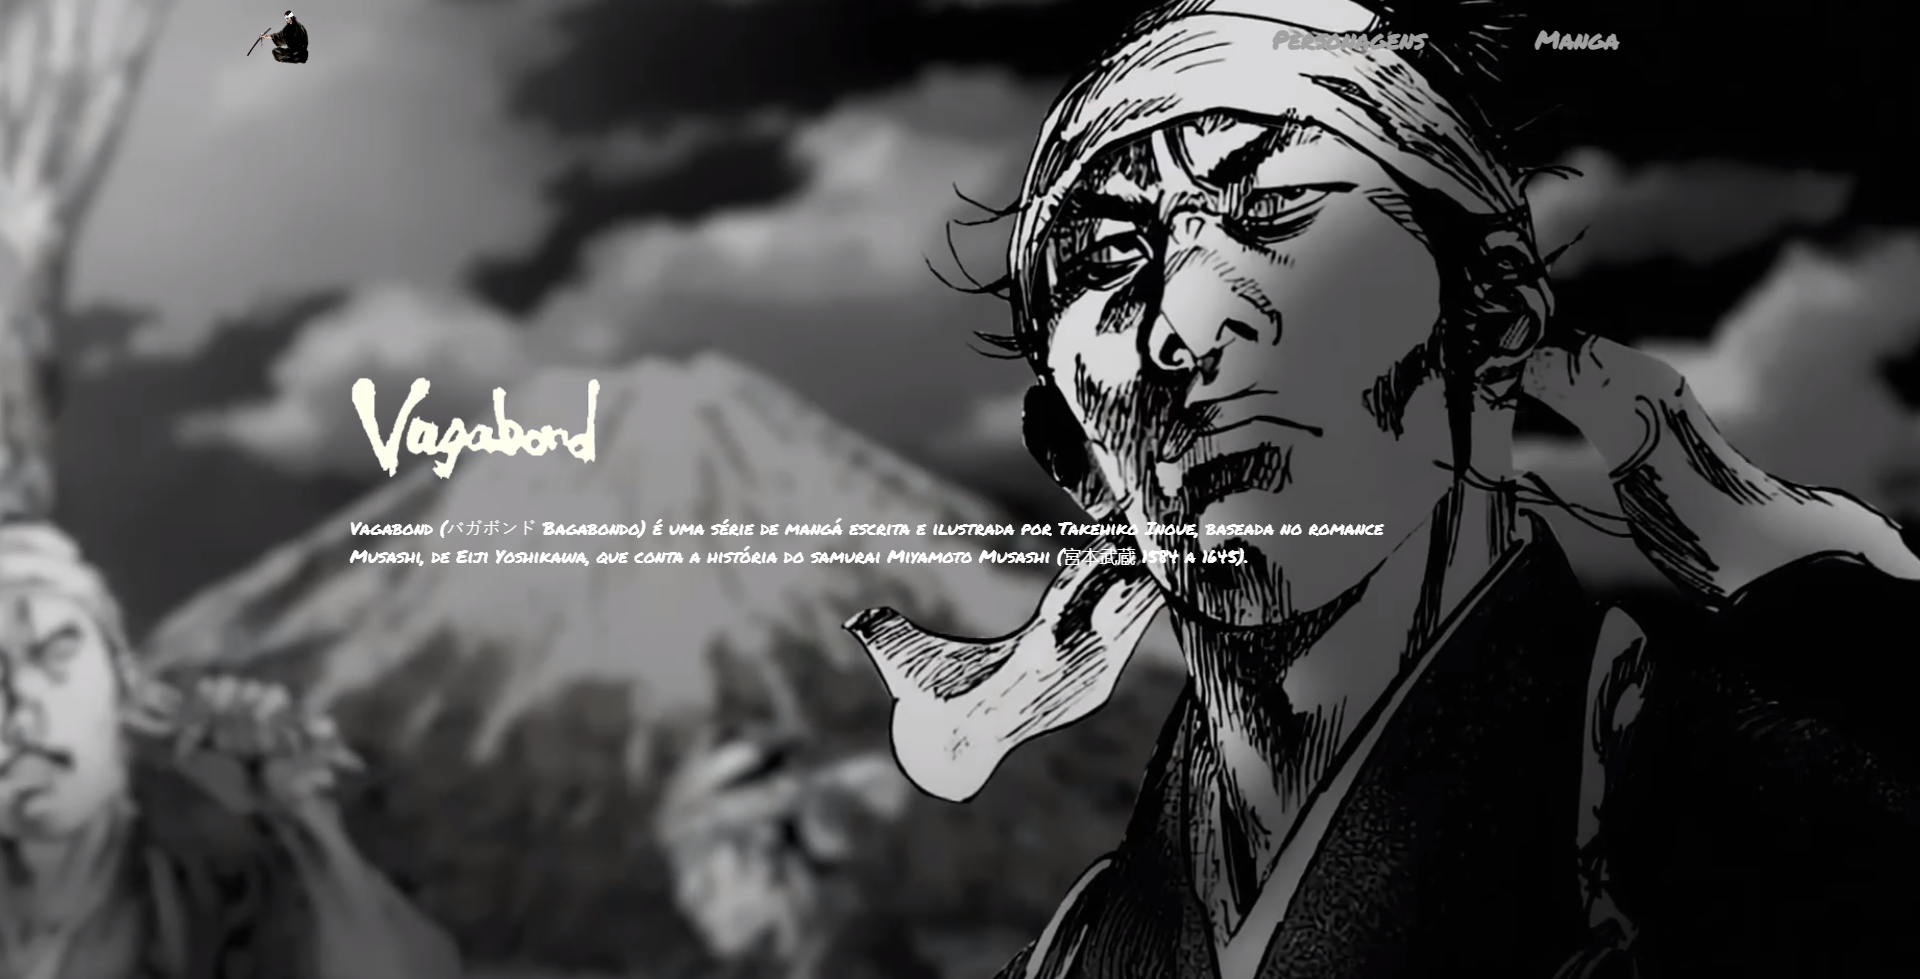 Personagens
Manga
Vagabond
Vagabond (バガボンド Bagabondo) é uma série de mangá escrita e ilustrada por Takehiko Inoue, baseada no romance
Musashi, de Eiji Yoshikawa, que conta a história do samurai Miyamoto Musashi (宮本武蔵 1584 a 1645).